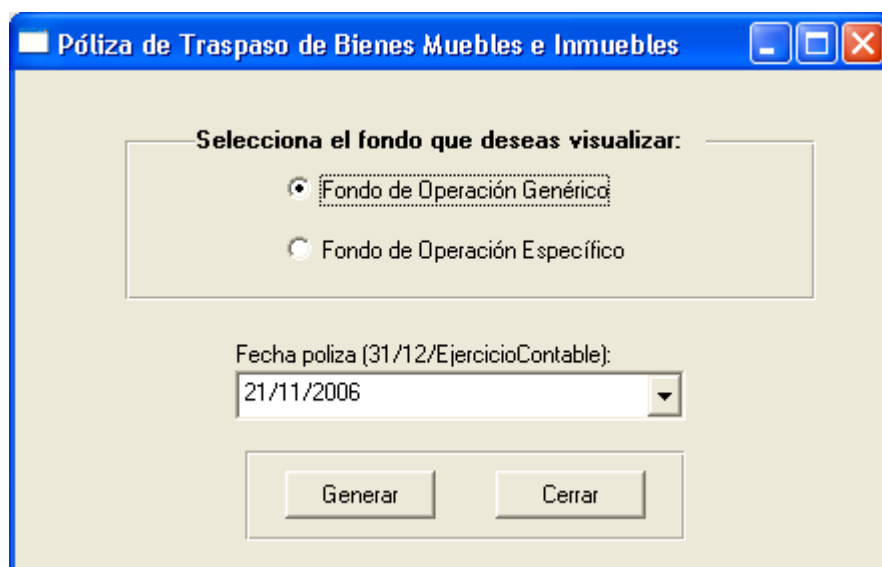 Póliza de Traspaso de Bienes Muebles e Inmuebles
Selecciona el fondo que deseas visualizar:
Fondo de Operación Genérico
Fondo de Operación Específico
Fecha poliza (31/12/EjercicioContable):
21/11/2006
Generar Cerrar